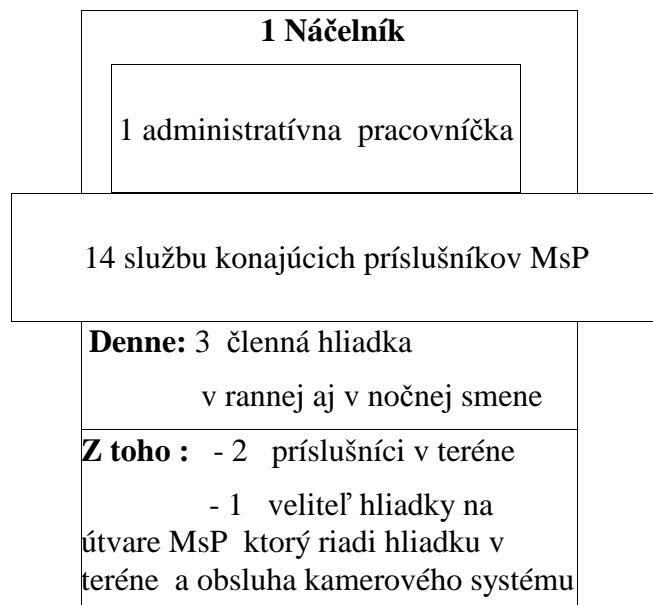 1 Náčelník
1 administratívna pracovníčka
14 službu konajúcich príslušníkov MsP
Denne: 3 členná hliadka
v rannej aj v nočnej smene
Z toho : - 2 príslušníci v teréne
- 1 veliteľ hliadky na
útvare MsP ktorý riadi hliadku v
teréne a obsluha kamerového systému